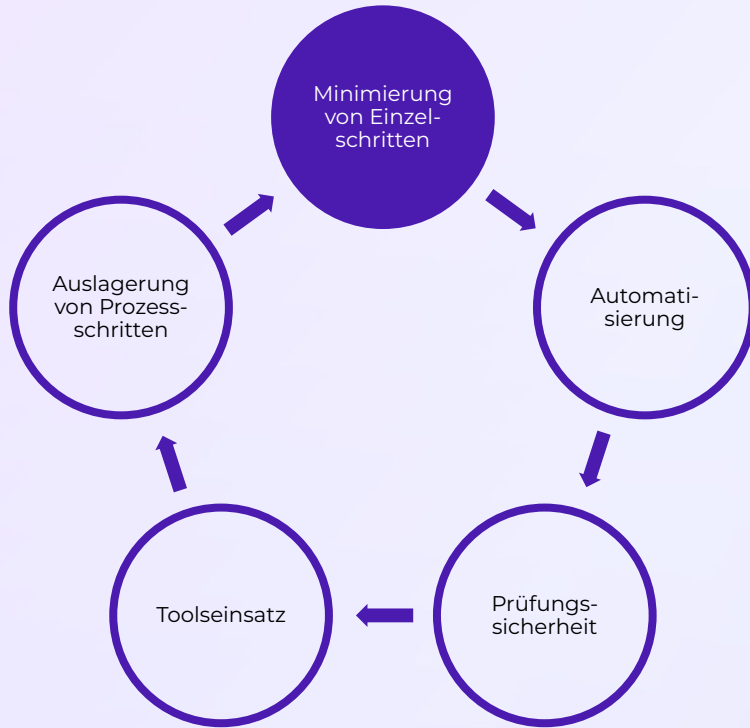 Minimierung
von Einzel-
schritten
Automati-
sierung
Prüfungs-
sicherheit
Toolseinsatz
Auslagerung
von Prozess-
schritten